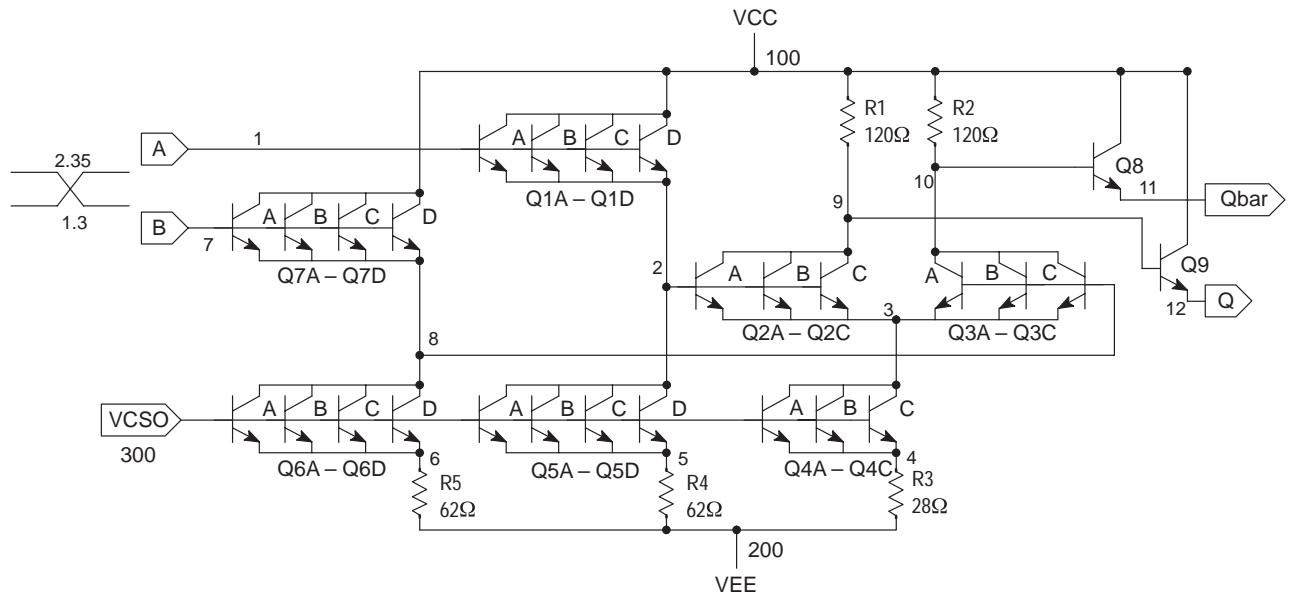 VCC
100
R1
120Ω
R2
120Ω
A
1
A
B
C
D
Q1A – Q1D
2.35
1.3
B
7
A
B
C
D
Q7A – Q7D
10
9
Q8
11
Qbar
Q9
12
Q
2
A
B
C
Q2A – Q2C
3
A
B
C
Q3A – Q3C
8
VCSO
300
A
B
C
D
Q6A – Q6D
6
A
B
C
D
Q5A – Q5D
5
A
B
C
Q4A – Q4C
4
R5
62Ω
R4
62Ω
R3
28Ω
200
VEE